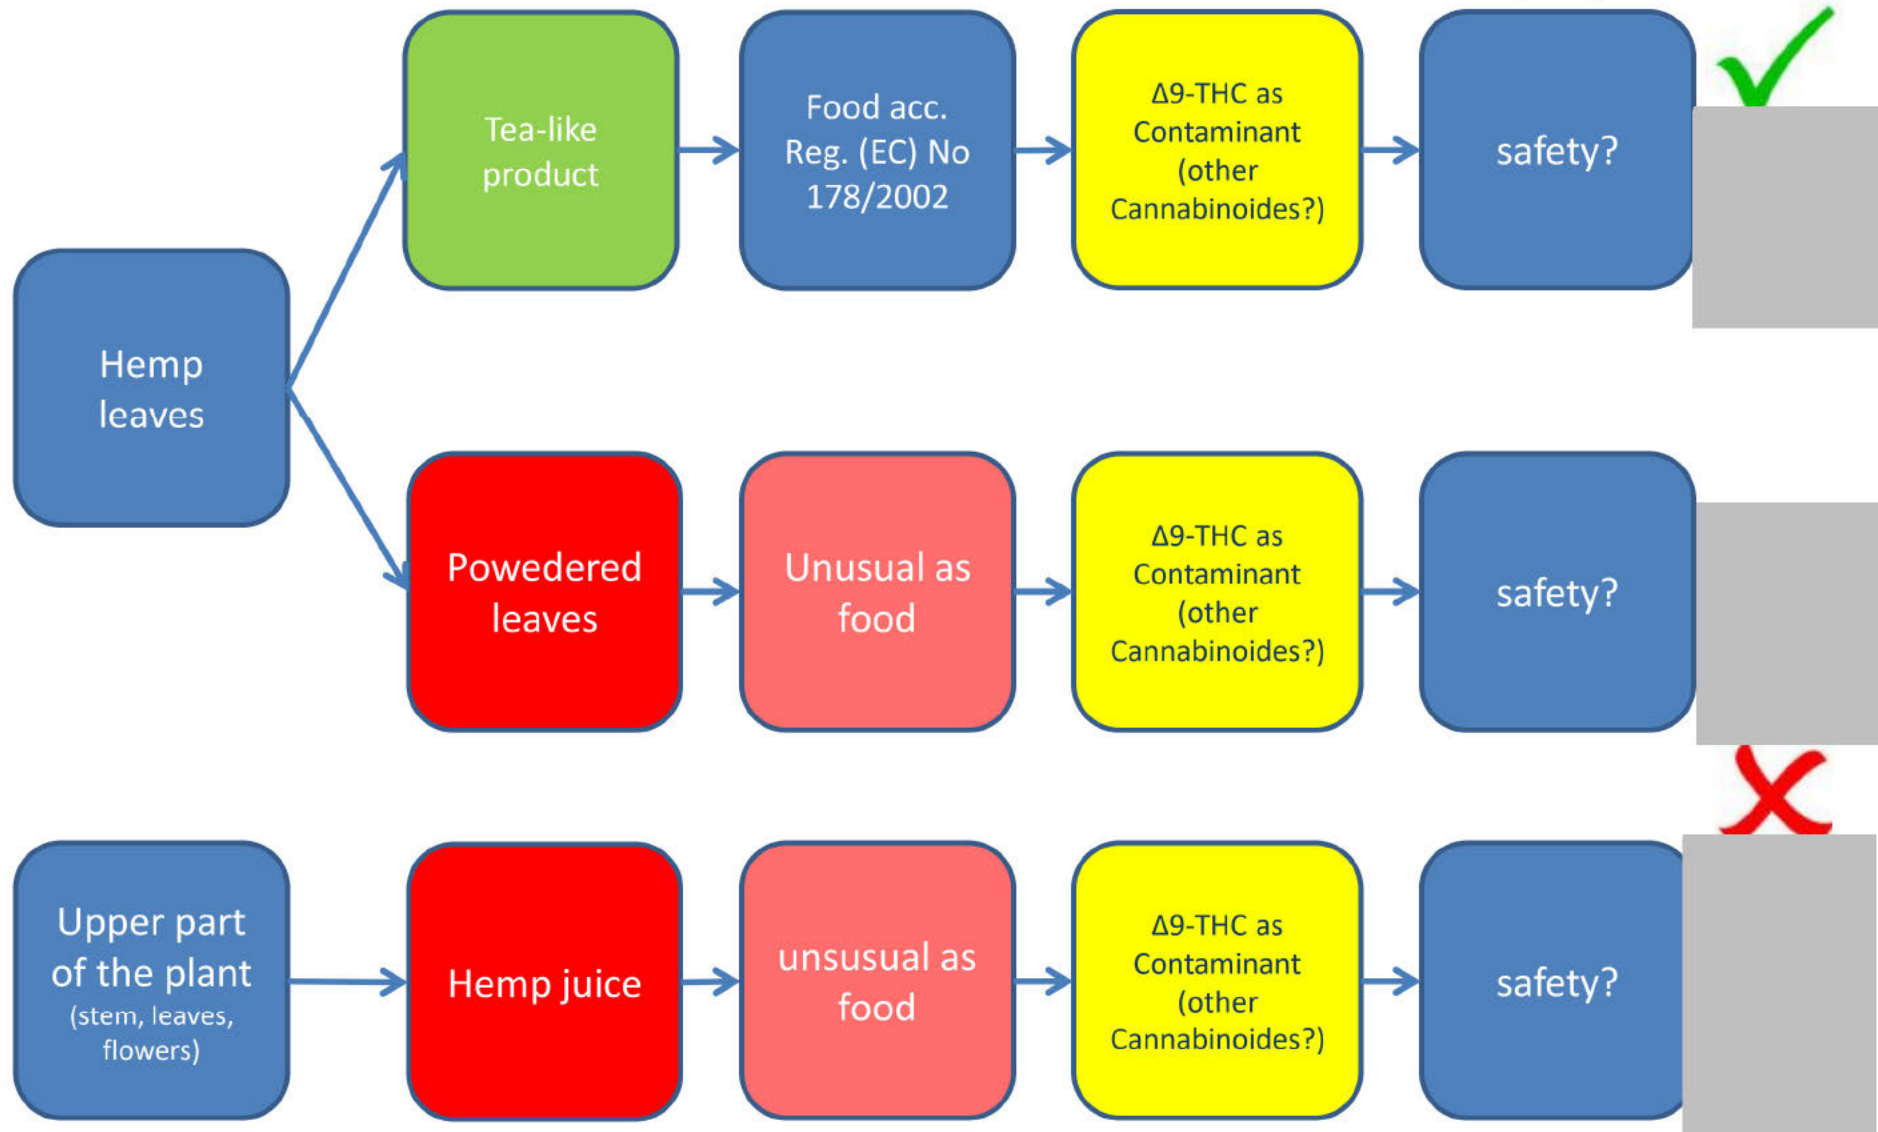 Tea-like
product
Food acc.
Reg. (EC) No
178/2002
Δ9-THC as
Contaminant
(other
Cannabinoides?)
safety?
Hemp
leaves
Powedered
leaves
Unusual as
food
Δ9-THC as
Contaminant
(other
Cannabinoides?)
safety?
Upper part
of the plant
(stem, leaves,
flowers)
Hemp juice
unsusual as
food
Δ9-THC as
Contaminant
(other
Cannabinoides?)
safety?